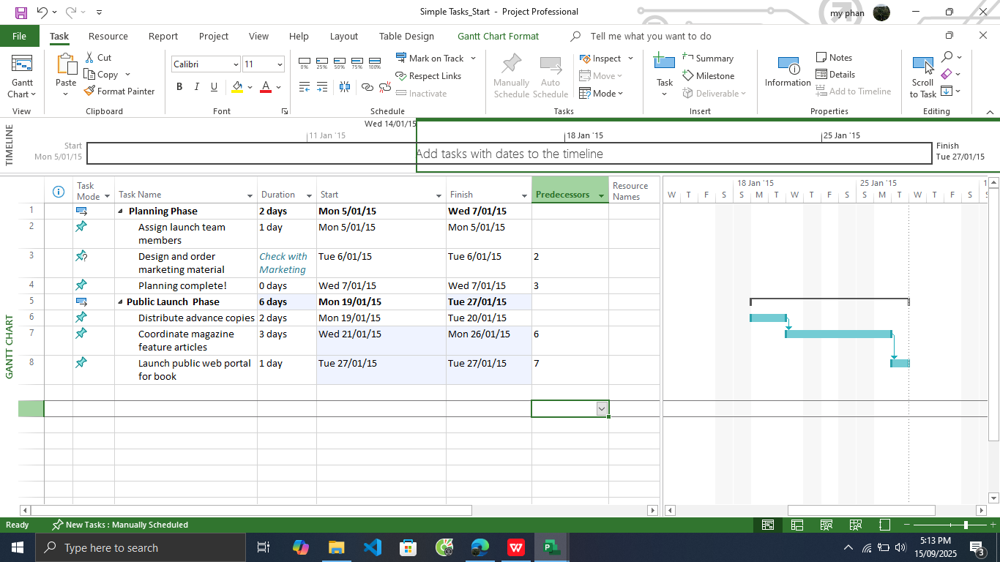 Simple Tasks_Start - Project Professional
my phan
File Task Resource Report Project View Help Layout Table Design Gantt Chart Format Tell me what you want to do
Gantt
Chart
View
Paste
Cut
Copy
Format Painter
Clipboard
Calibri 11
B I U A
Font
0% 25% 50% 75% 100%
Mark on Track
Respect Links
Inactivate
Schedule
Manually
Schedule
Auto
Schedule
Inspect
Move
Mode
Tasks
Task
Summary
Milestone
Deliverable
Insert
Information
Notes
Details
Add to Timeline
Properties
Scroll
to Task
Editing
TIMELINE
Wed 14/01/15
11 Jan '15 18 Jan '15 25 Jan '15
Start
Mon 5/01/15
Add tasks with dates to the timeline
Finish
Tue 27/01/15
GANTT CHART
Task
Mode
Task Name Duration Start Finish Predecessors
Resource
Names
18 Jan '15 25 Jan '15 1
W T F S S M T W T F S S M T W T F S S
1 Planning Phase 2 days Mon 5/01/15 Wed 7/01/15
2 Assign launch team 1 day Mon 5/01/15 Mon 5/01/15
members
3 Design and order Check with Tue 6/01/15 Tue 6/01/15 2
marketing material Marketing
4 Planning complete! 0 days Wed 7/01/15 Wed 7/01/15 3
5 Public Launch Phase 6 days Mon 19/01/15 Tue 27/01/15
6 Distribute advance copies 2 days Mon 19/01/15 Tue 20/01/15
7 Coordinate magazine 3 days Wed 21/01/15 Mon 26/01/15 6
feature articles
8 Launch public web portal 1 day Tue 27/01/15 Tue 27/01/15 7
for book
Ready New Tasks : Manually Scheduled
Type here to search
5:13 PM
15/09/2025
3